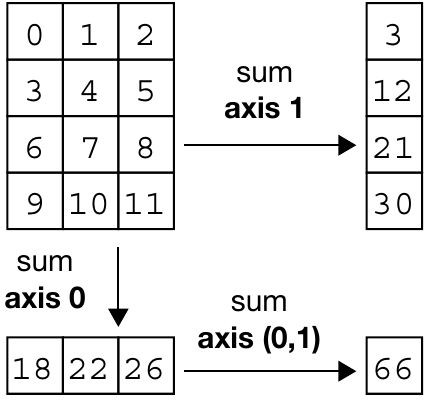 0 1 2 3
sum
3 4 5 12
axis 1
6 7 8 21
9 10 11 30
sum
axis 0
sum
axis (0,1)
18 22 26 66